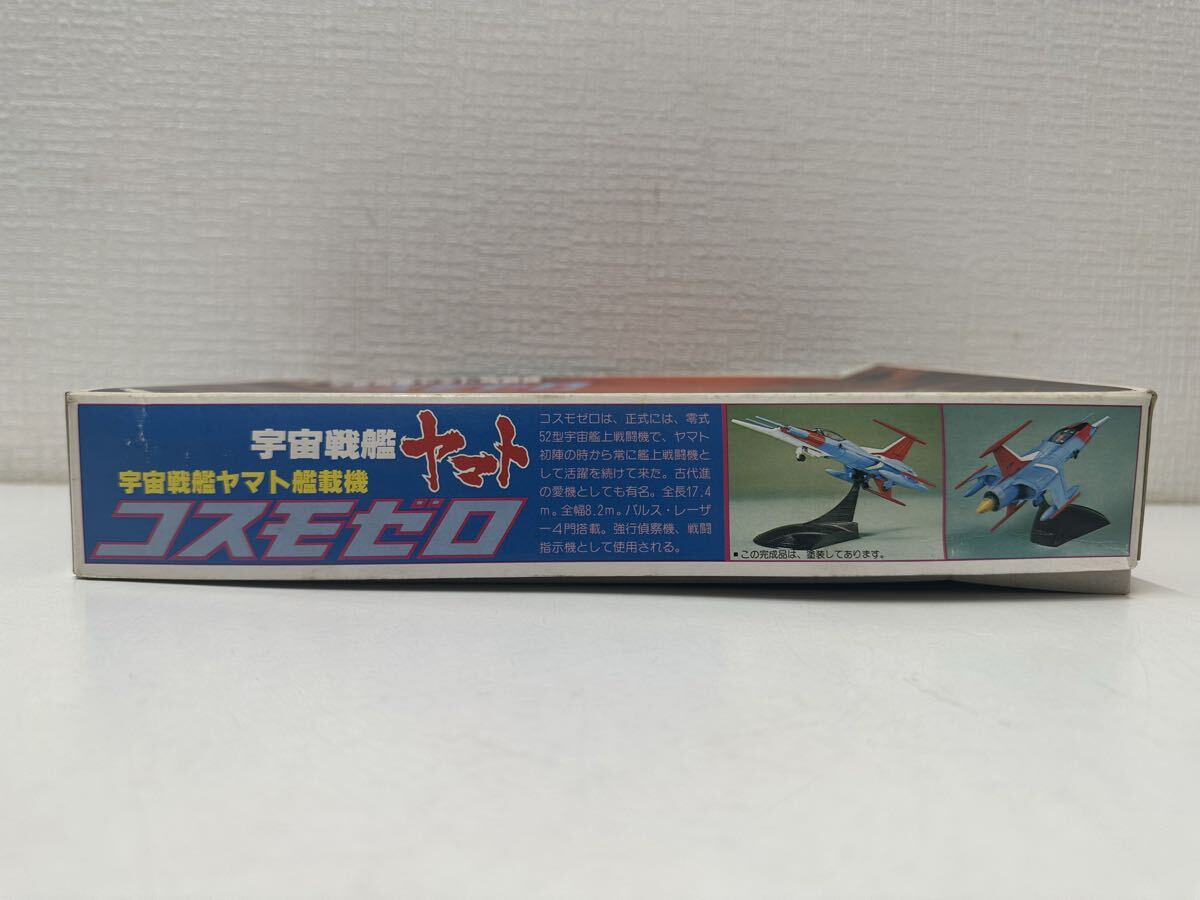 宇宙戦艦ヤマト
宇宙戦艦ヤマト艦載機
コスモゼロ
コスモゼロは、正式には、零式
52型宇宙艦上戦闘機で、ヤマト
初陣の時から常に艦上戦闘機と
して活躍を続けて来た。古代進
の愛機としても有名。全長17.4
m。全幅8.2m。パルス・レーザ
ー4門搭載。強行偵察機、戦闘
指示機として使用される。
■この完成品は、塗装してあります。